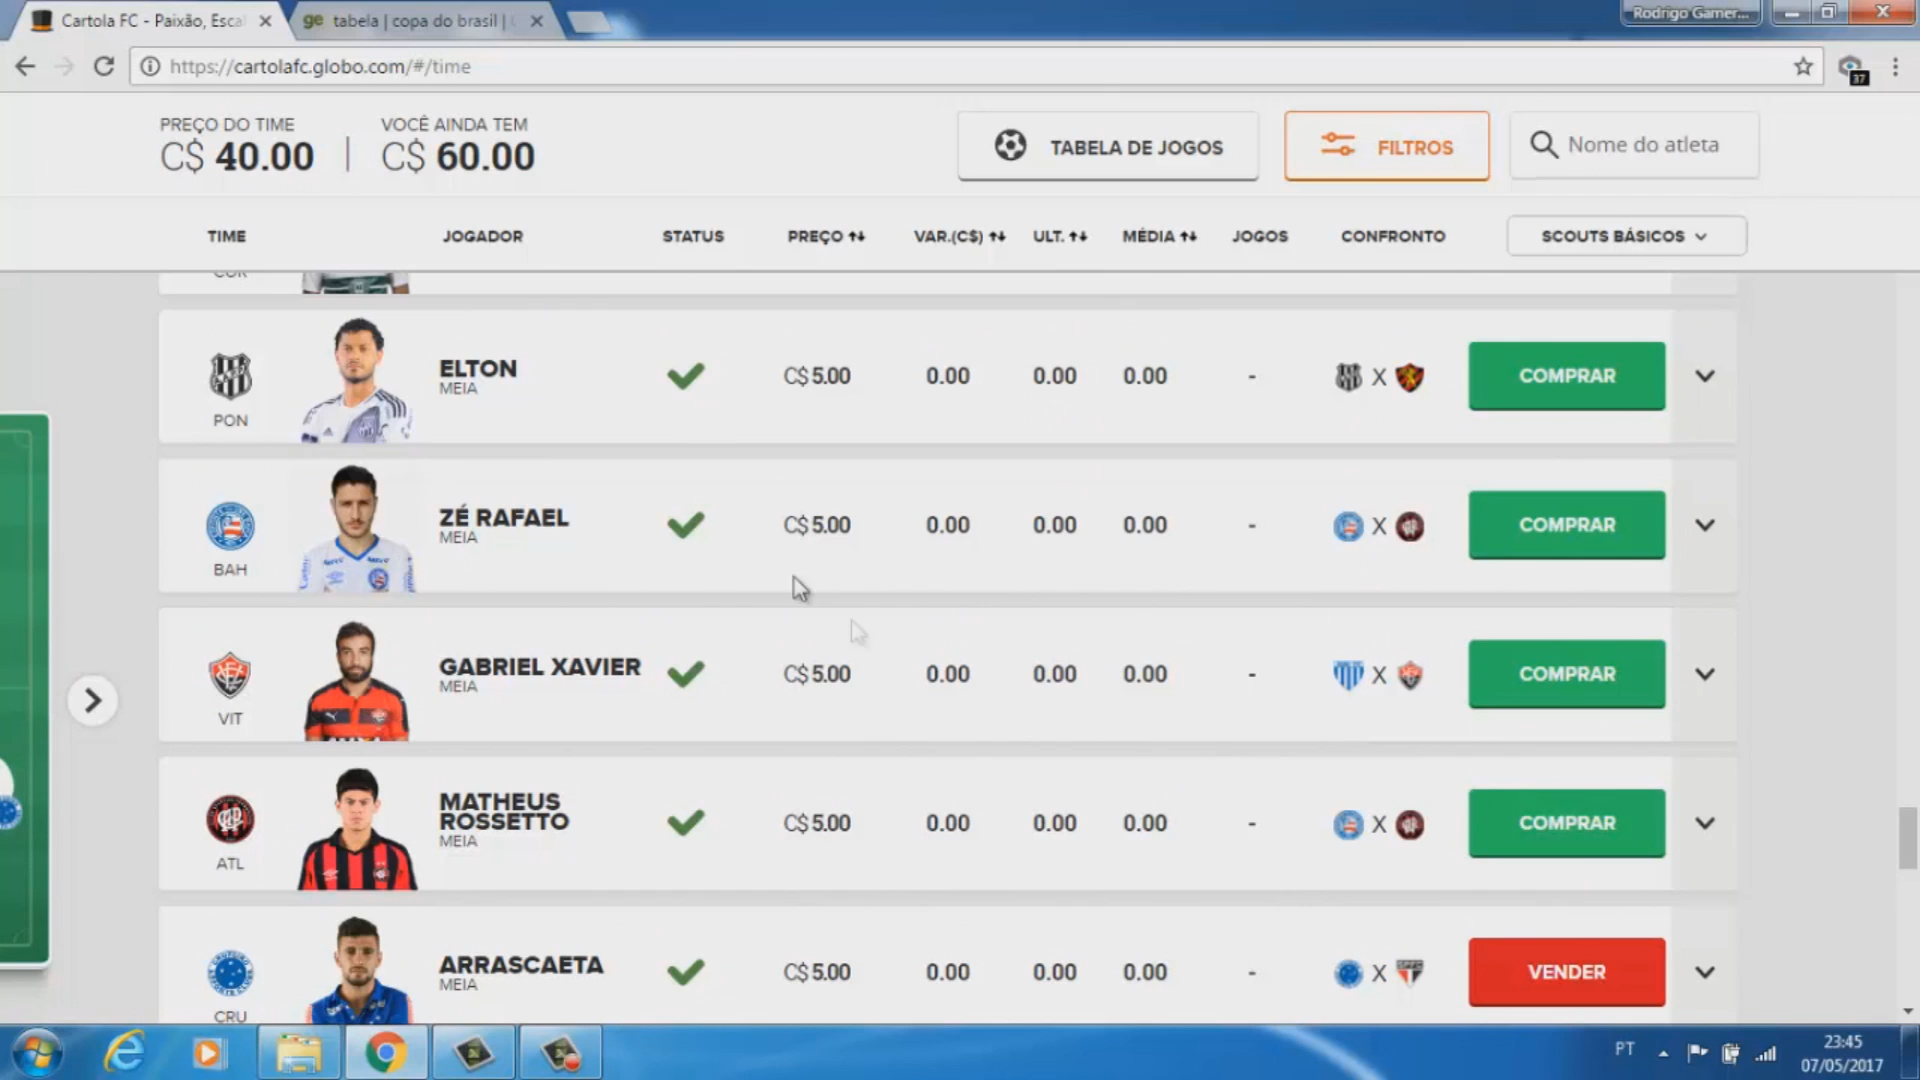 Cartola FC - Paixão, Esca
ge tabela | copa do brasil |
Rodrigo Gamer...
https://cartolafc.globo.com/#/time
37
PREÇO DO TIME
C$ 40.00
VOCÊ AINDA TEM
C$ 60.00
TABELA DE JOGOS
FILTROS
Nome do atleta
TIME JOGADOR STATUS PREÇO VAR.(C$) ULT. MÉDIA JOGOS CONFRONTO SCOUTS BÁSICOS
PON
ELTON
MEIA
C$ 5.00 0.00 0.00 0.00 - X COMPRAR
BAH
ZÉ RAFAEL
MEIA
C$ 5.00 0.00 0.00 0.00 - X COMPRAR
VIT
GABRIEL XAVIER
MEIA
C$ 5.00 0.00 0.00 0.00 - X COMPRAR
ATL
MATHEUS
ROSSETTO
MEIA
C$ 5.00 0.00 0.00 0.00 - X COMPRAR
CRU
ARRASCAETA
MEIA
C$ 5.00 0.00 0.00 0.00 - X VENDER
PT
23:45
07/05/2017